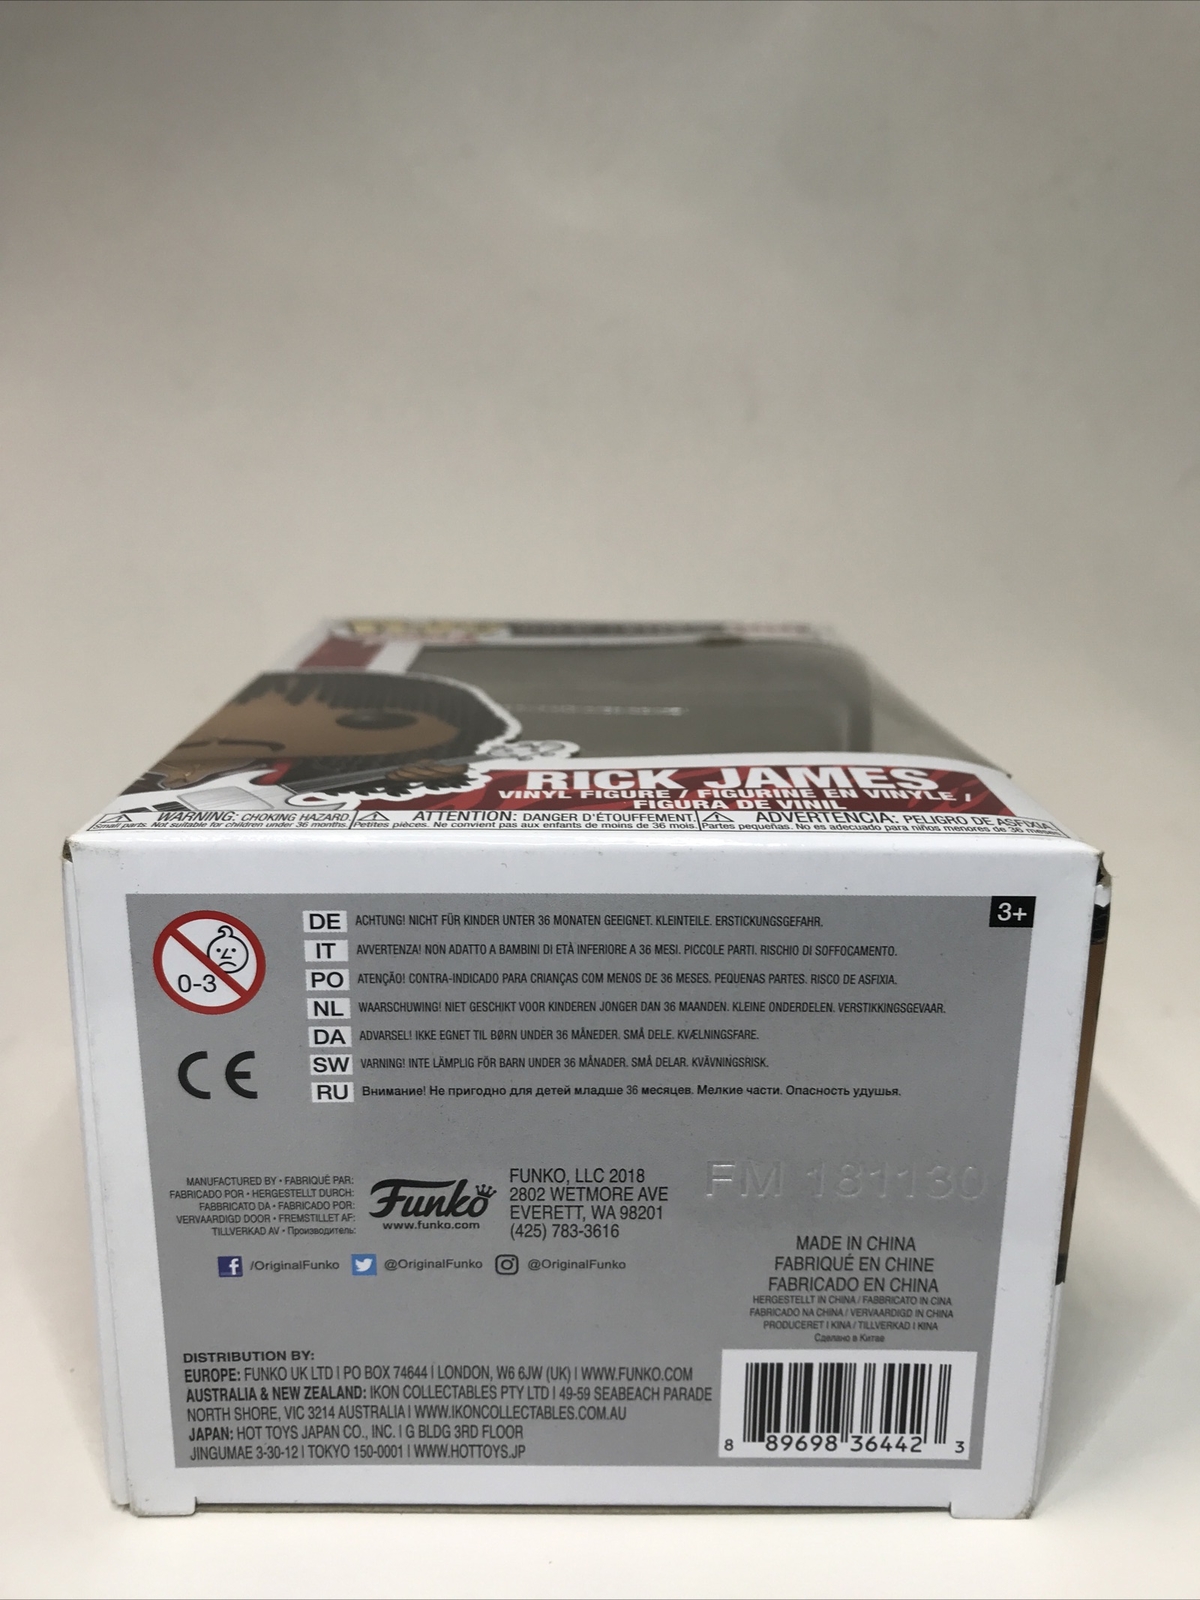 RICK JAMES
VINYL FIGURE / FIGURINE EN VINYLE /
FIGURA DE VINIL
WARNING: CHOKING HAZARD.
Small parts. Not suitable for children under 36 months.
ATTENTION: DANGER D'ÉTOUFFEMENT.
Petites pièces. Ne convient pas aux enfants de moins de 36 mois.
ADVERTENCIA: PELIGRO DE ASFIXIA.
Partes pequeñas. No es adecuado para niños menores de 36 meses.
3+
0-3
CE
DE ACHTUNG! NICHT FÜR KINDER UNTER 36 MONATEN GEEIGNET. KLEINTEILE. ERSTICKUNGSGEFAHR.
IT AVVERTENZA! NON ADATTO A BAMBINI DI ETÀ INFERIORE A 36 MESI. PICCOLE PARTI. RISCHIO DI SOFFOCAMENTO.
PO ATENÇÃO! CONTRA-INDICADO PARA CRIANÇAS COM MENOS DE 36 MESES. PEQUENAS PARTES. RISCO DE ASFIXIA.
NL WAARSCHUWING! NIET GESCHIKT VOOR KINDEREN JONGER DAN 36 MAANDEN. KLEINE ONDERDELEN. VERSTIKKINGSGEVAAR.
DA ADVARSEL! IKKE EGNET TIL BØRN UNDER 36 MÅNEDER. SMÅ DELE. KVÆLNINGSFARE.
SW VARNING! INTE LÄMPLIG FÖR BARN UNDER 36 MÅNADER. SMÅ DELAR. KVÄVNINGSRISK.
RU Внимание! Не пригодно для детей младше 36 месяцев. Мелкие части. Опасность удушья.
MANUFACTURED BY • FABRIQUÉ PAR:
FABRICADO POR • HERGESTELLT DURCH:
FABBRICATO DA • FABRICADO POR:
VERVAARDIGD DOOR • FREMSTILLET AF:
TILLVERKAD AV • Производитель:
Funko
www.funko.com
FUNKO, LLC 2018
2802 WETMORE AVE
EVERETT, WA 98201
(425) 783-3616
FM 181130
/OriginalFunko @OriginalFunko @OriginalFunko
MADE IN CHINA
FABRIQUÉ EN CHINE
FABRICADO EN CHINA
HERGESTELLT IN CHINA / FABBRICATO IN CINA
FABRICADO NA CHINA / VERVAARDIGD IN CHINA
PRODUCERET I KINA / TILLVERKAD I KINA
Сделано в Китае
DISTRIBUTION BY:
EUROPE: FUNKO UK LTD I PO BOX 74644 I LONDON, W6 6JW (UK) I WWW.FUNKO.COM
AUSTRALIA & NEW ZEALAND: IKON COLLECTABLES PTY LTD I 49-59 SEABEACH PARADE
NORTH SHORE, VIC 3214 AUSTRALIA I WWW.IKONCOLLECTABLES.COM.AU
JAPAN: HOT TOYS JAPAN CO., INC. I G BLDG 3RD FLOOR
JINGUMAE 3-30-12 I TOKYO 150-0001 I WWW.HOTTOYS.JP
8 89698 36442 3